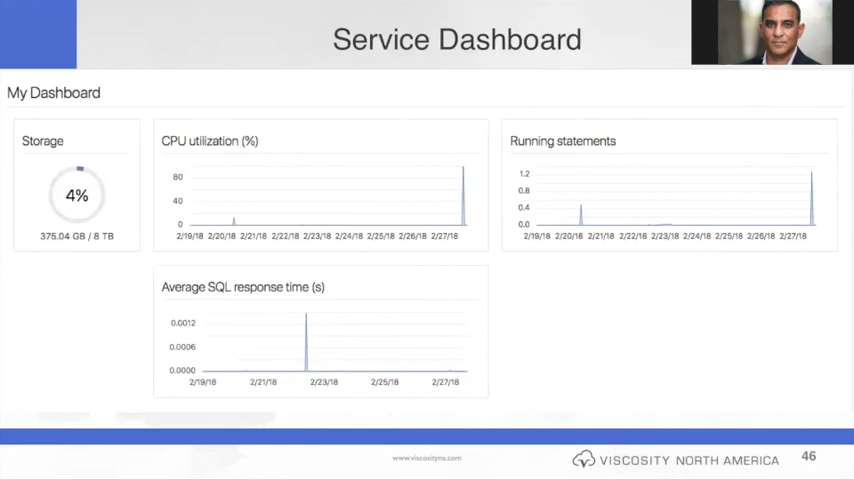 Service Dashboard
My Dashboard
Storage
4%
375.04 GB / 8 TB
CPU utilization (%)
80
40
0
2/19/18 2/20/18 2/21/18 2/22/18 2/23/18 2/24/18 2/25/18 2/26/18 2/27/18
Running statements
1.2
0.8
0.4
0.0
2/19/18 2/20/18 2/21/18 2/22/18 2/23/18 2/24/18 2/25/18 2/26/18 2/27/18
Average SQL response time (s)
0.0012
0.0006
0.0000
2/19/18 2/21/18 2/23/18 2/25/18 2/27/18
www.viscosityna.com
VISCOSITY NORTH AMERICA
46